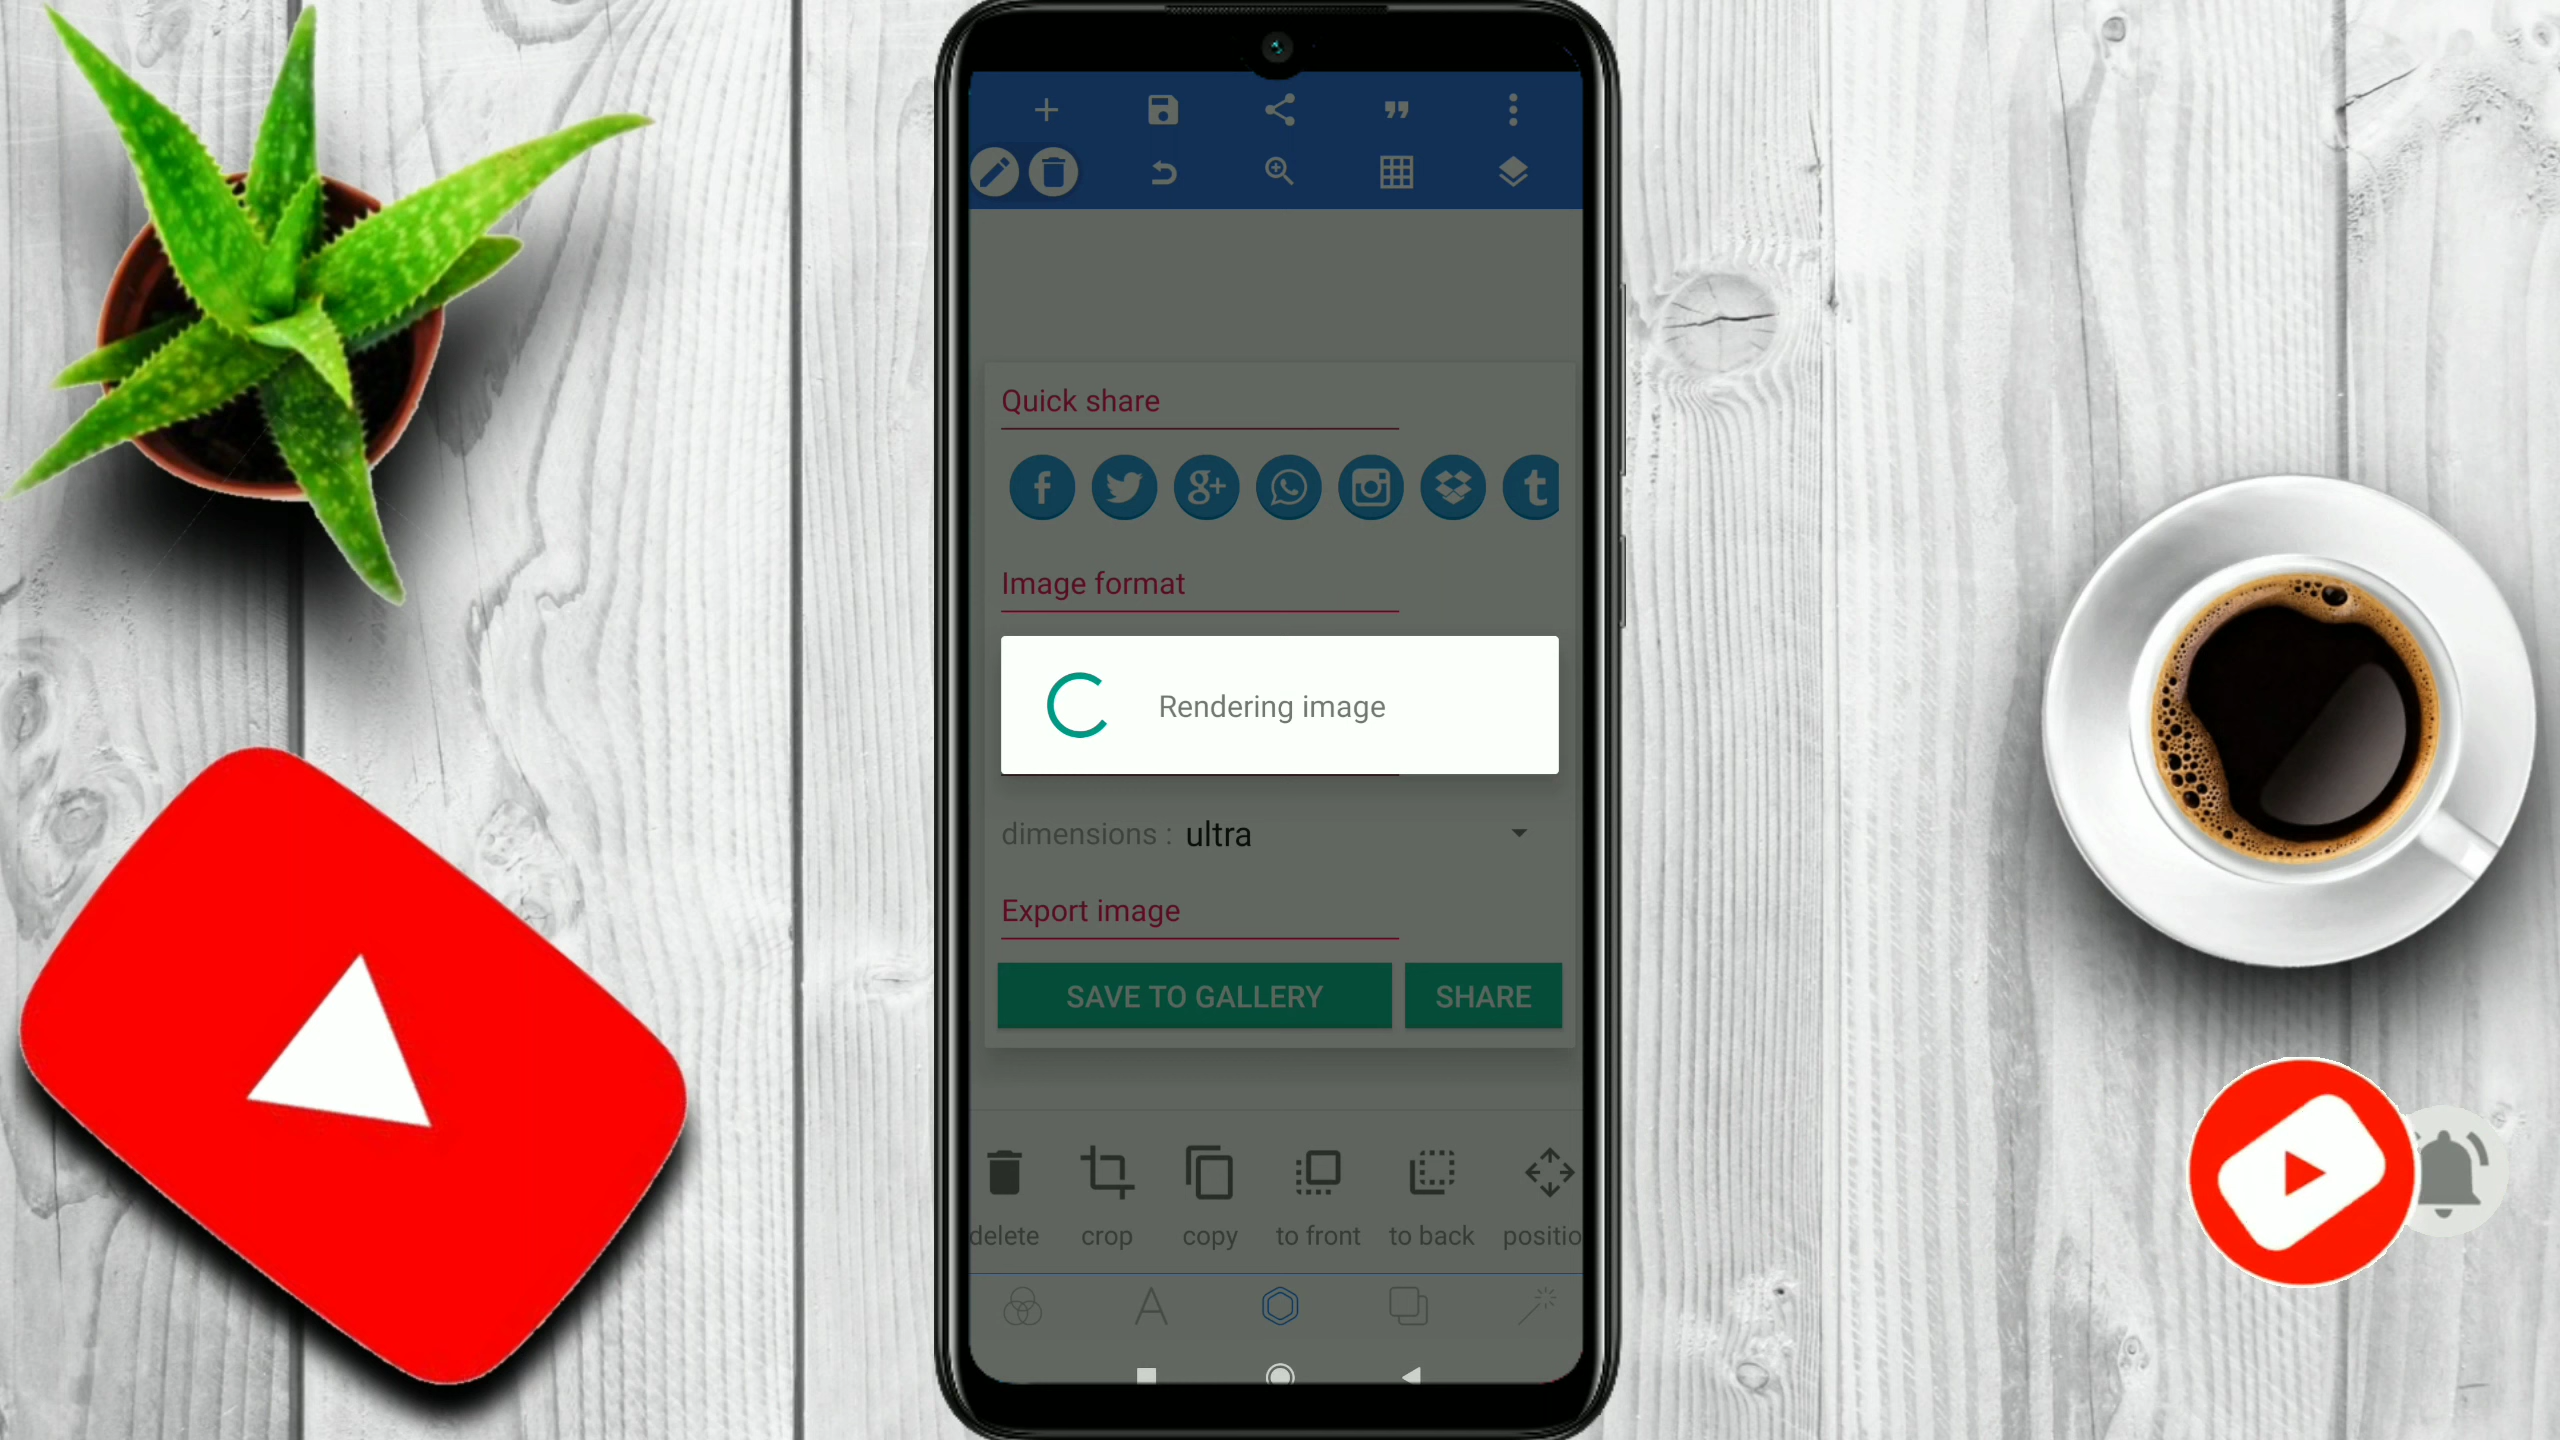 Quick share
f
8+
t
Image format
Rendering image
dimensions : ultra
Export image
SAVE TO GALLERY SHARE
delete crop copy to front to back positio